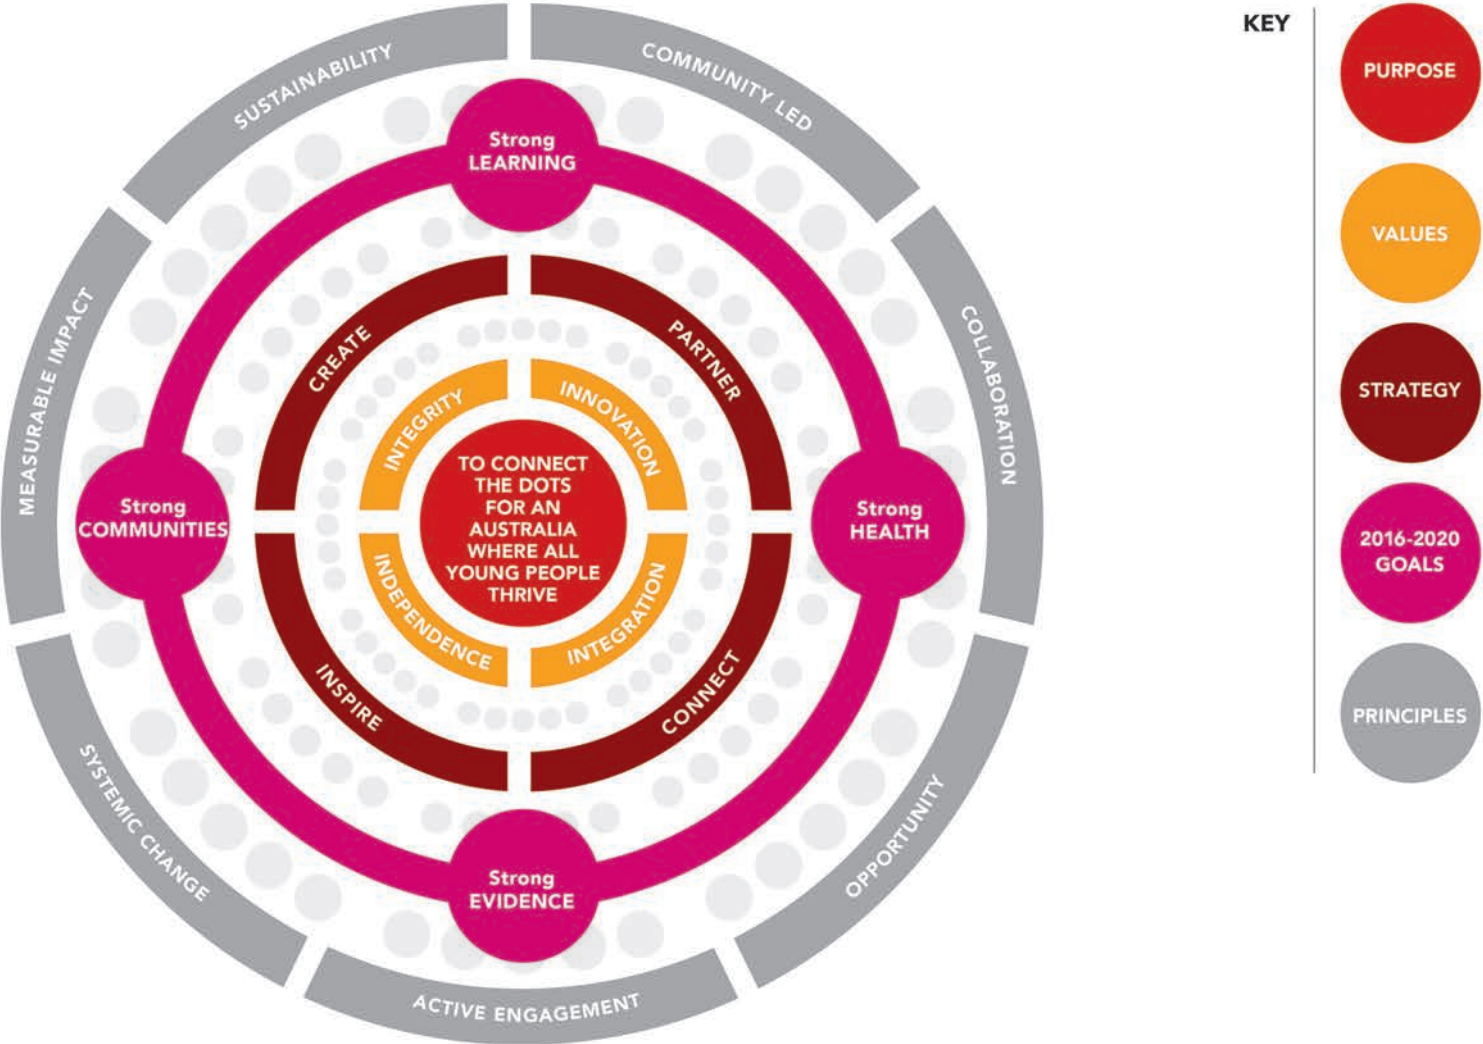 SUSTAINABILITY
COMMUNITY LED
COLLABORATION
OPPORTUNITY
ACTIVE ENGAGEMENT
SYSTEMIC CHANGE
MEASURABLE IMPACT
Strong
LEARNING
Strong
HEALTH
Strong
EVIDENCE
Strong
COMMUNITIES
CREATE
PARTNER
CONNECT
INSPIRE
INTEGRITY
INNOVATION
INTEGRATION
INDEPENDENCE
TO CONNECT
THE DOTS
FOR AN
AUSTRALIA
WHERE ALL
YOUNG PEOPLE
THRIVE
KEY
PURPOSE
VALUES
STRATEGY
2016-2020
GOALS
PRINCIPLES